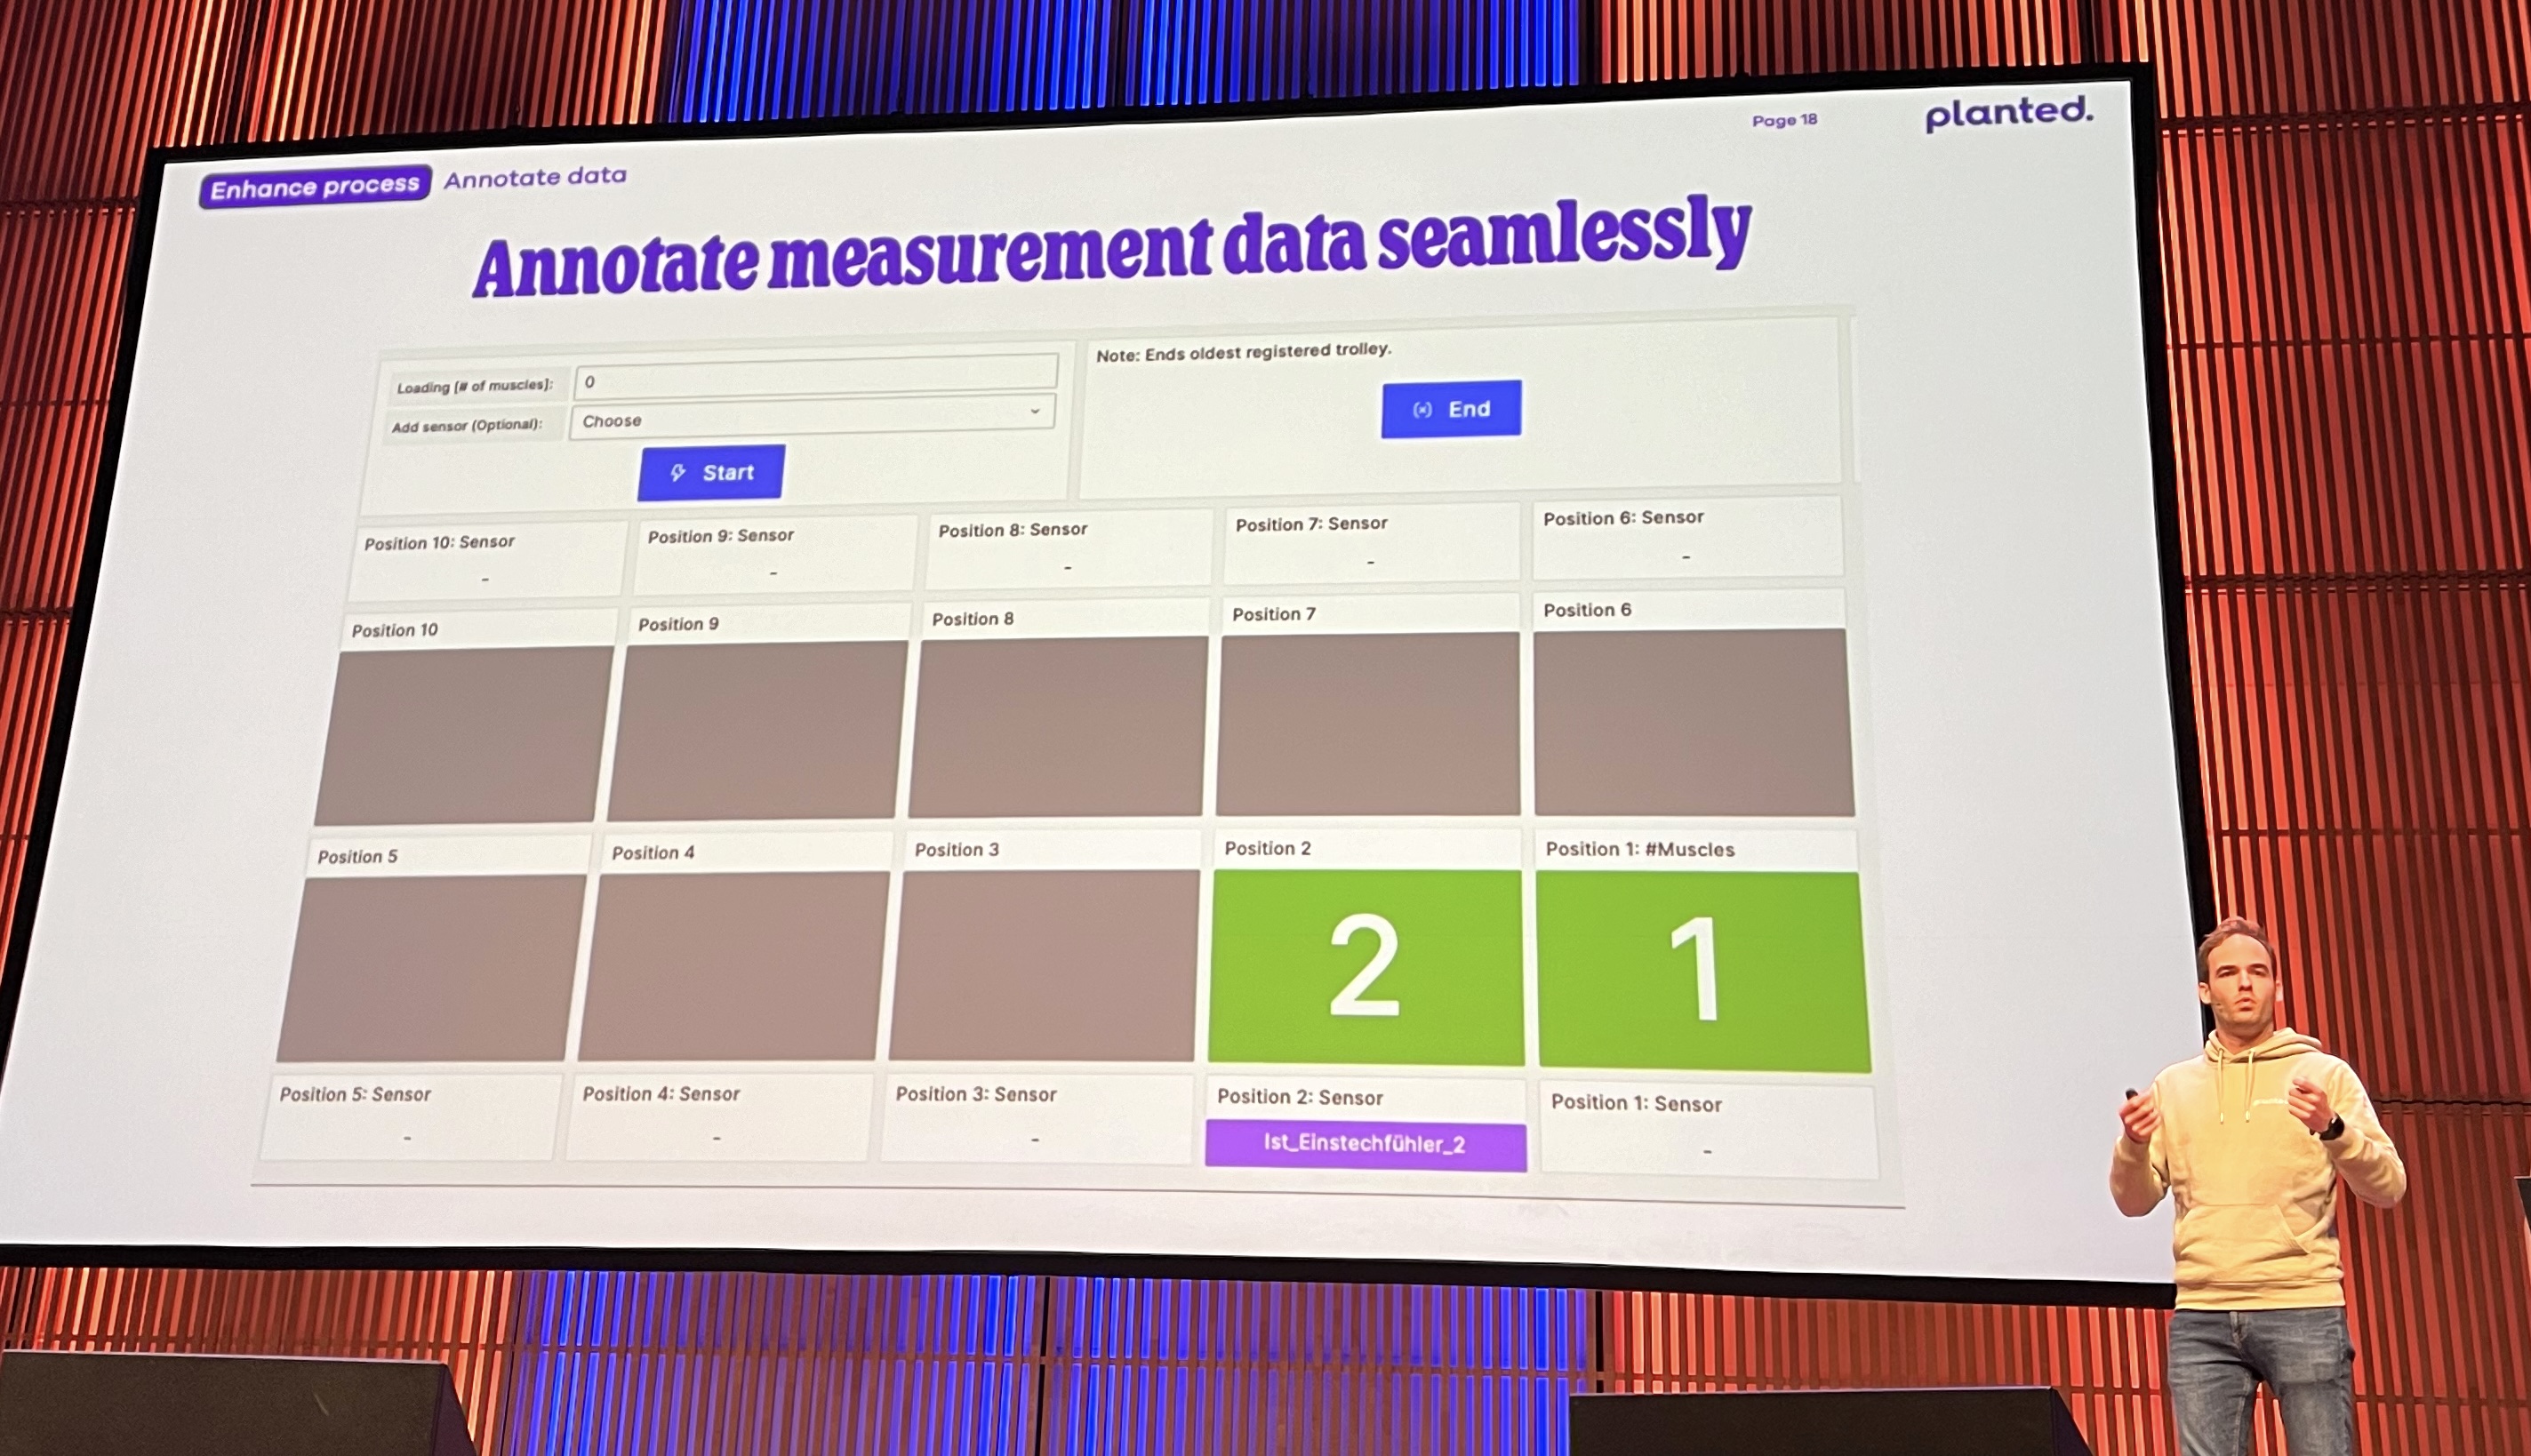 Page 18
planted.
Enhance process Annotate data
Annotate measurement data seamlessly
Loading [# of muscles]: 0
Add sensor (Optional): Choose
Start
Note: Ends oldest registered trolley.
End
Position 10: Sensor
-
Position 9: Sensor
-
Position 8: Sensor
-
Position 7: Sensor
-
Position 6: Sensor
-
Position 10
Position 9
Position 8
Position 7
Position 6
Position 5
Position 4
Position 3
Position 2
2
Position 1: #Muscles
1
Position 5: Sensor
-
Position 4: Sensor
-
Position 3: Sensor
-
Position 2: Sensor
Ist_Einstechfühler_2
Position 1: Sensor
-